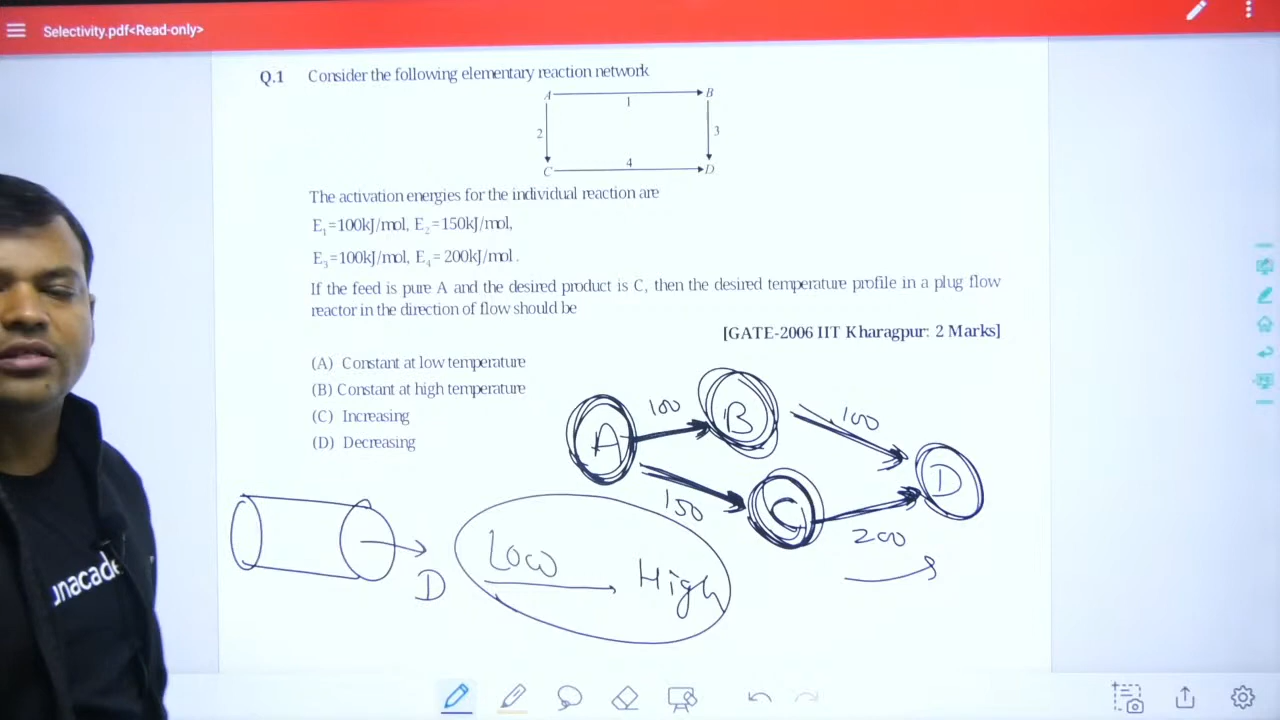 Selectivity.pdf<Read-only>
Q.1 Consider the following elementary reaction network
A B
1
2 3
4
C D
The activation energies for the individual reaction are
E₁=100kJ/mol, E₂=150kJ/mol,
E₃=100kJ/mol, E₄=200kJ/mol.
If the feed is pure A and the desired product is C, then the desired temperature profile in a plug flow
reactor in the direction of flow should be
[GATE-2006 IIT Kharagpur: 2 Marks]
(A) Constant at low temperature
(B) Constant at high temperature
(C) Increasing
(D) Decreasing
100 B 100
A
D
150 C 200
Low High
D
unacade